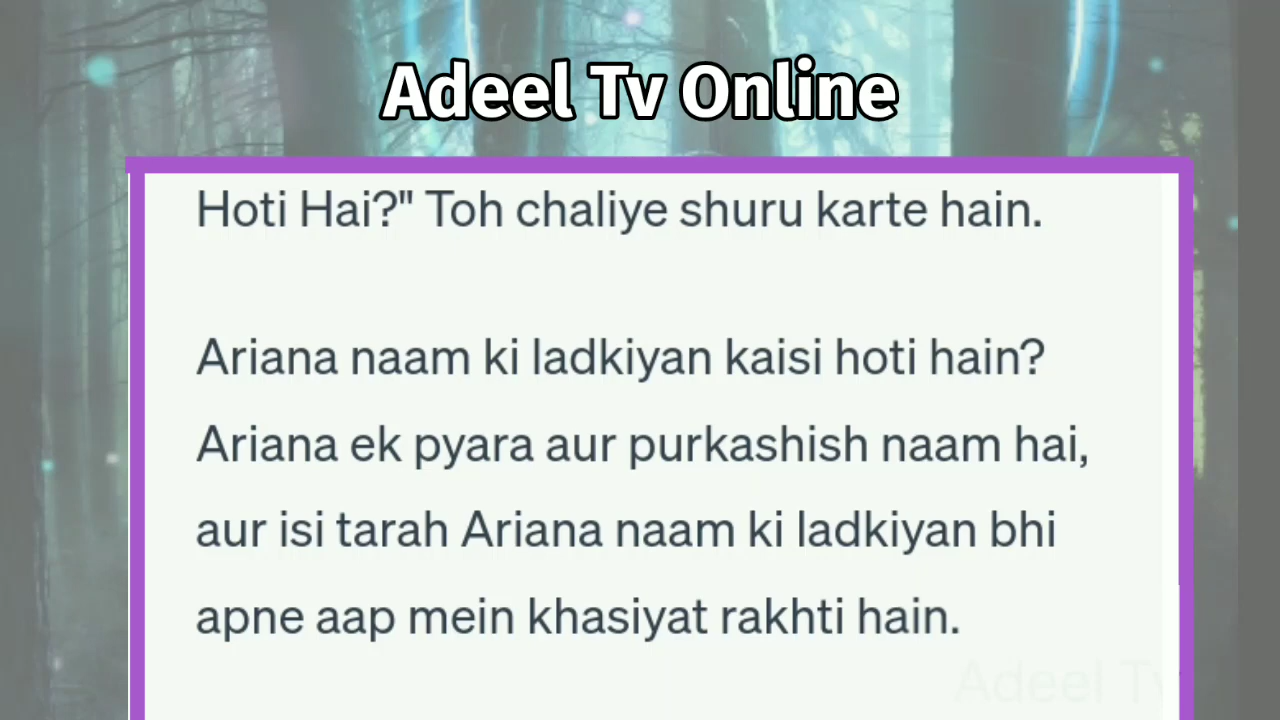 Adeel Tv Online
Hoti Hai?" Toh chaliye shuru karte hain.
Ariana naam ki ladkiyan kaisi hoti hain?
Ariana ek pyara aur purkashish naam hai,
aur isi tarah Ariana naam ki ladkiyan bhi
apne aap mein khasiyat rakhti hain.
Adeel Tv